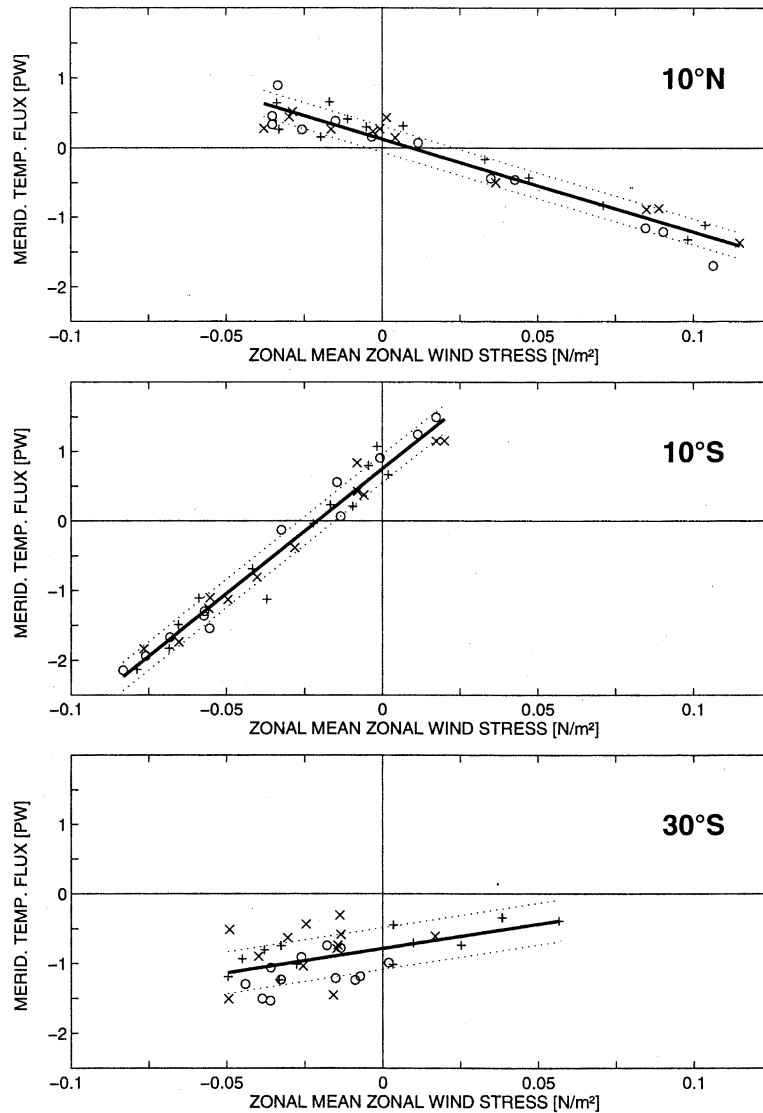 10°N
MERID. TEMP. FLUX [PW]
1
0
−1
−2
−0.1 −0.05 0 0.05 0.1
ZONAL MEAN ZONAL WIND STRESS [N/m²]
10°S
MERID. TEMP. FLUX [PW]
1
0
−1
−2
−0.1 −0.05 0 0.05 0.1
ZONAL MEAN ZONAL WIND STRESS [N/m²]
30°S
MERID. TEMP. FLUX [PW]
1
0
−1
−2
−0.1 −0.05 0 0.05 0.1
ZONAL MEAN ZONAL WIND STRESS [N/m²]